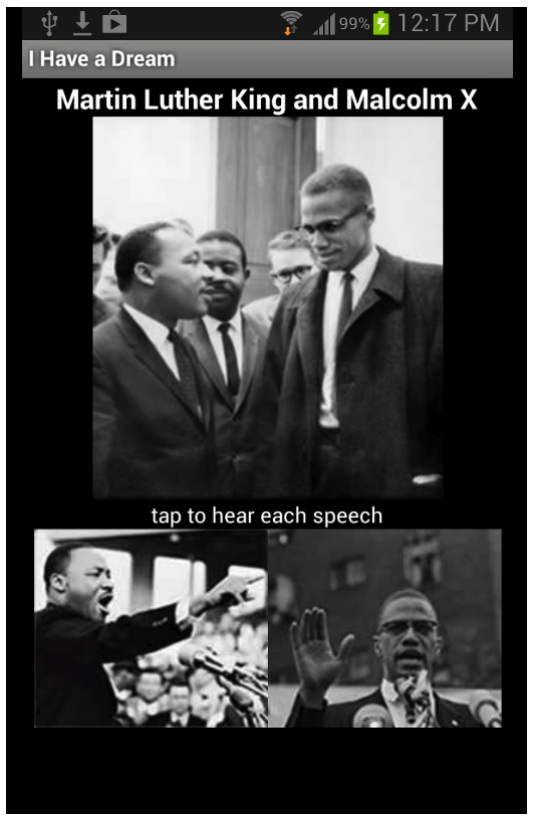 99% 12:17 PM
I Have a Dream
Martin Luther King and Malcolm X
tap to hear each speech